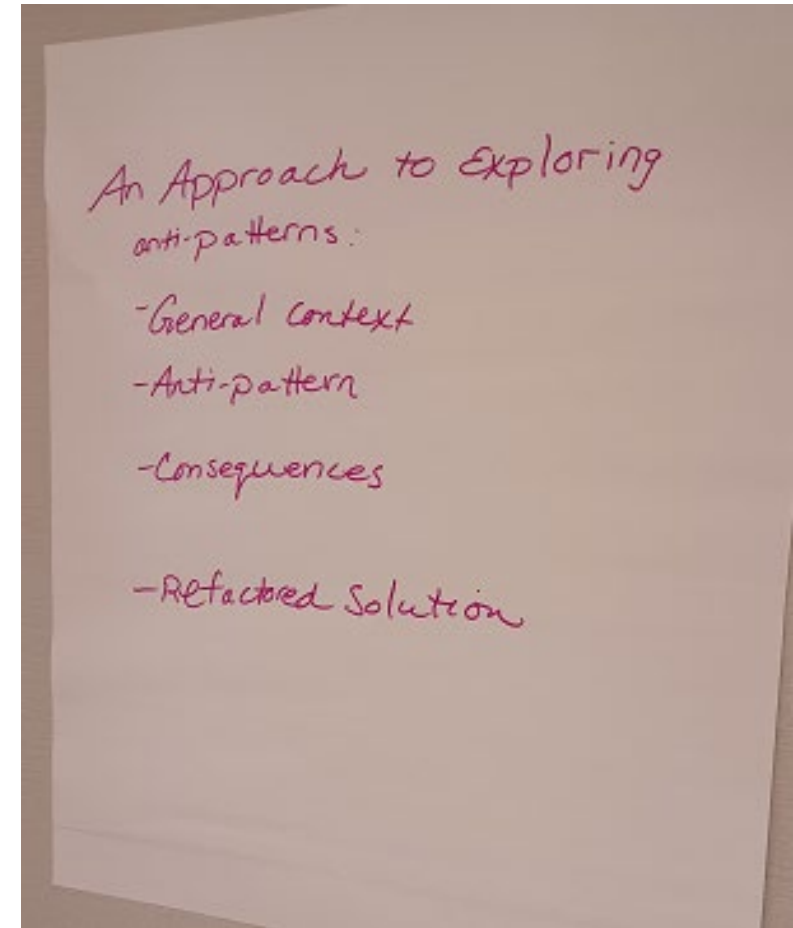 An Approach to Exploring
anti-patterns:
-General Context
-Anti-pattern
-Consequences
-Refactored Solution